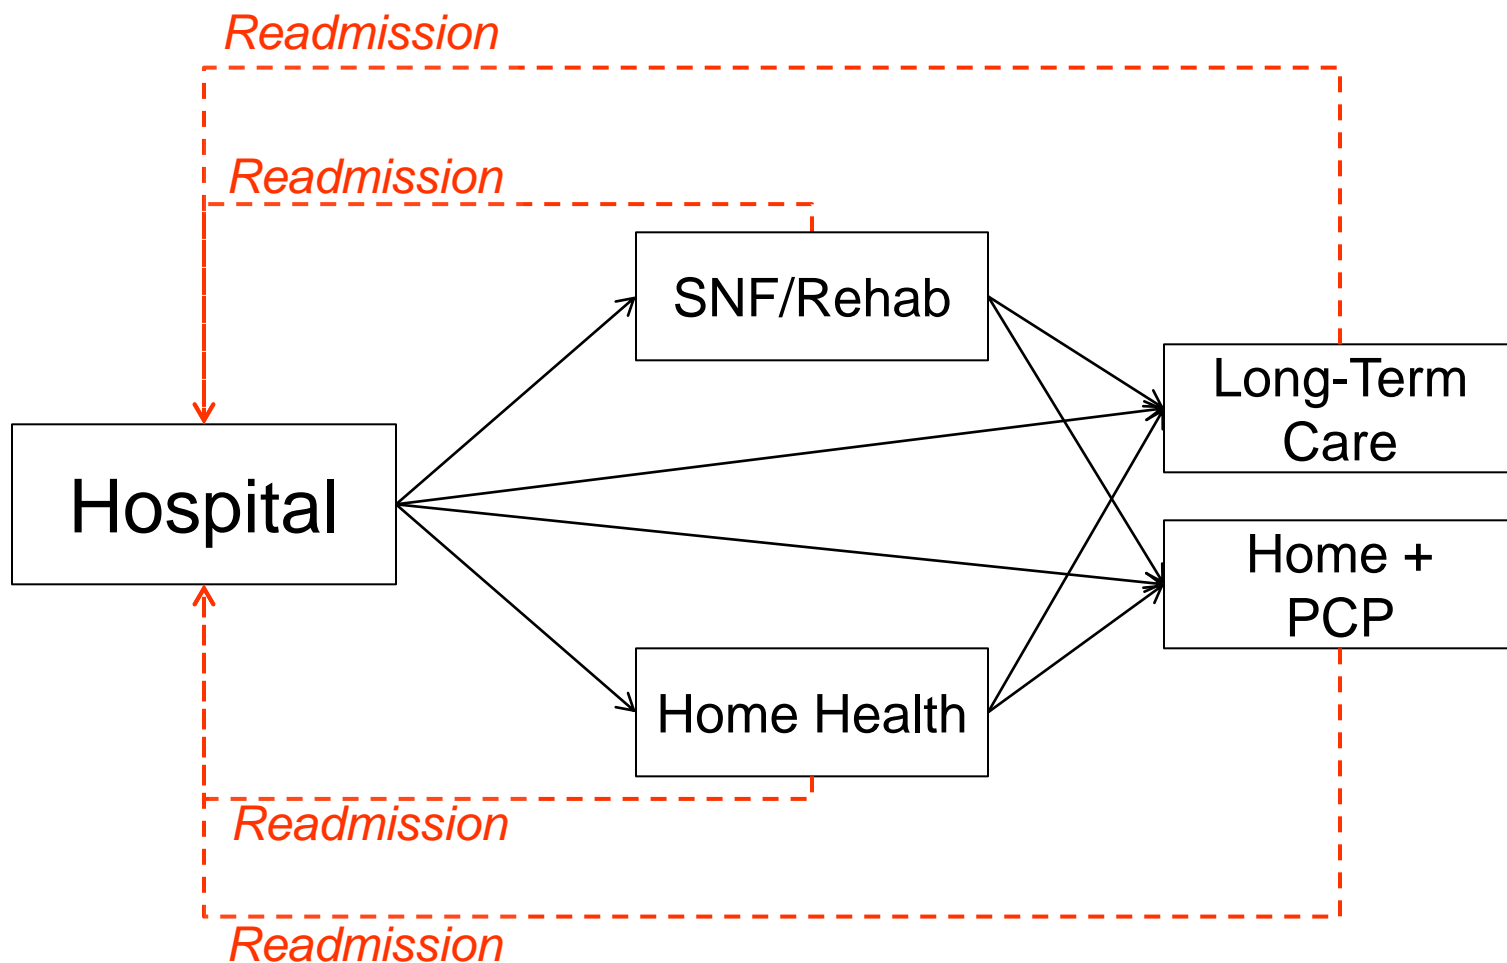 Readmission
Readmission
SNF/Rehab
Long-Term
Care
Hospital
Home +
PCP
Home Health
Readmission
Readmission